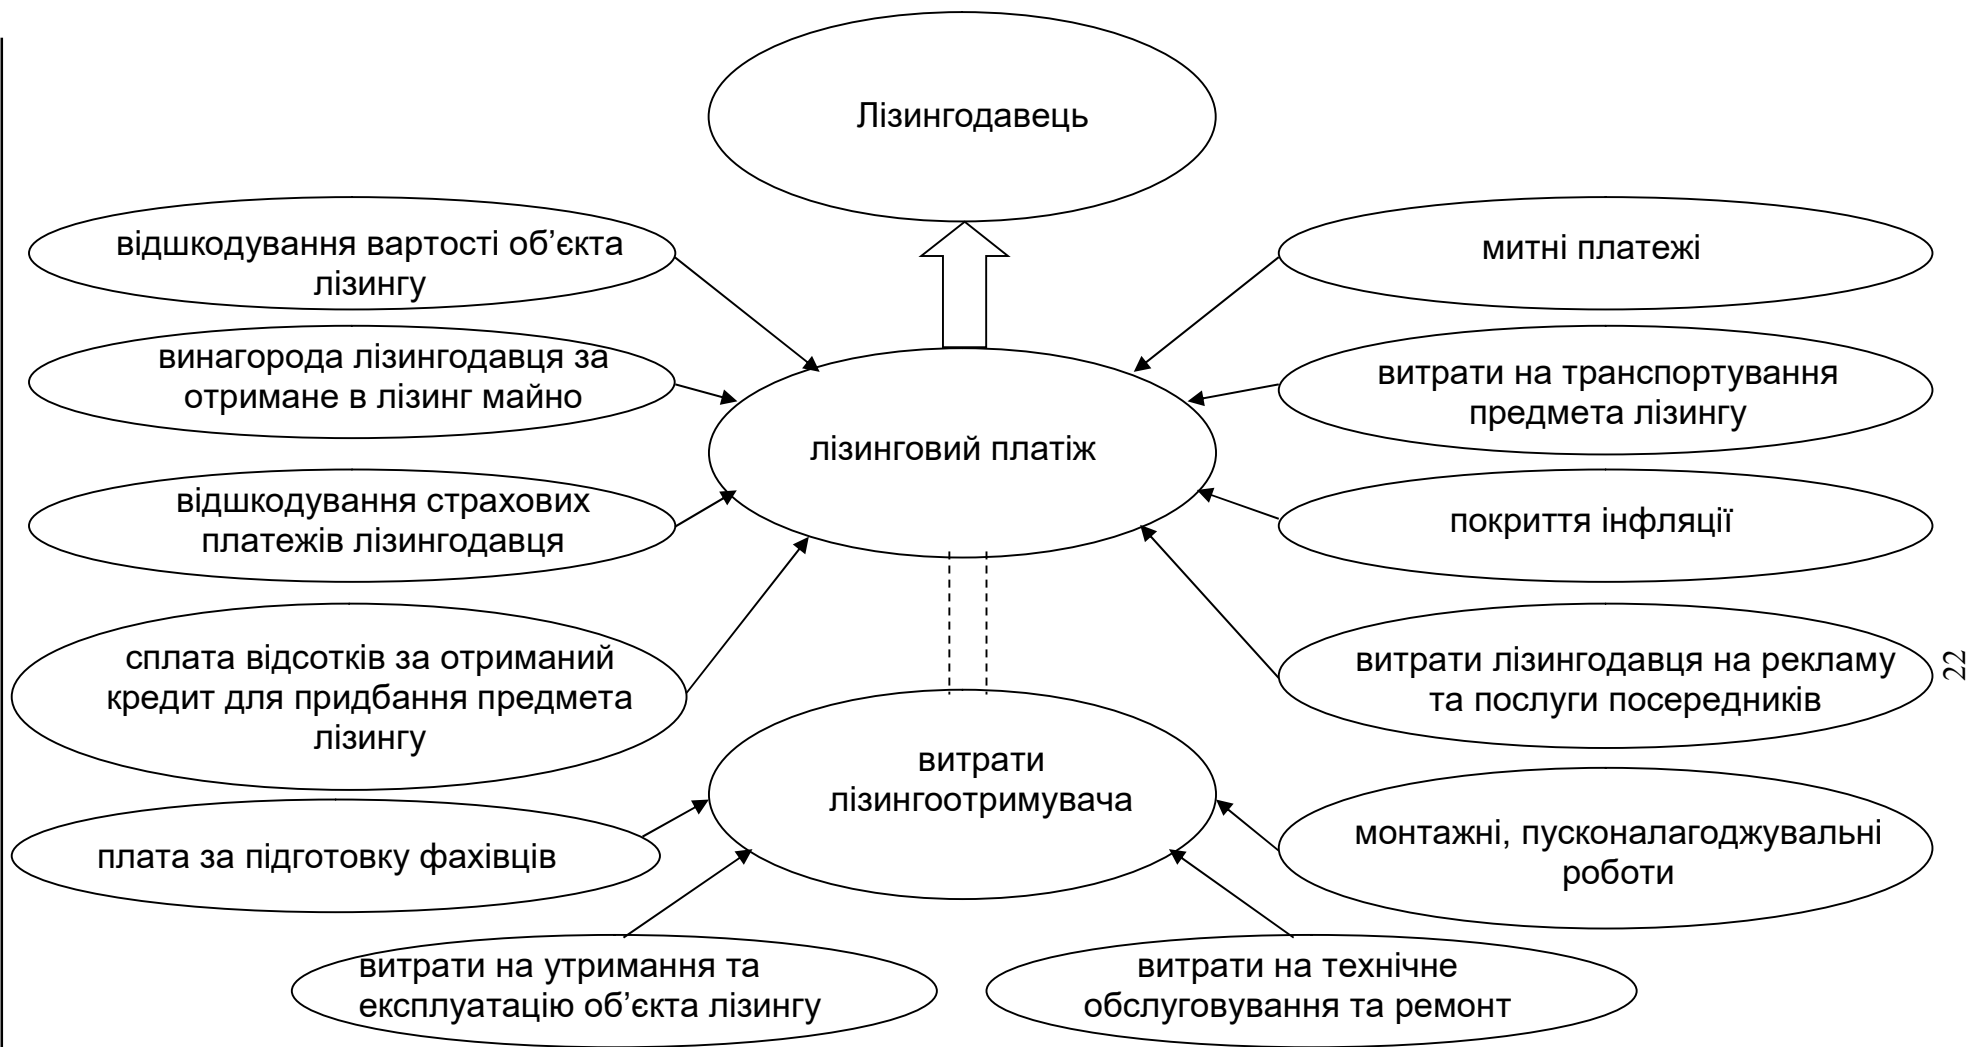 Лізингодавець
відшкодування вартості об’єкта
лізингу
митні платежі
винагорода лізингодавця за
отримане в лізинг майно
витрати на транспортування
предмета лізингу
лізинговий платіж
відшкодування страхових
платежів лізингодавця
покриття інфляції
сплата відсотків за отриманий
кредит для придбання предмета
лізингу
витрати лізингодавця на рекламу
та послуги посередників
22
витрати
лізингоотримувача
плата за підготовку фахівців
монтажні, пусконалагоджувальні
роботи
витрати на утримання та
експлуатацію об’єкта лізингу
витрати на технічне
обслуговування та ремонт